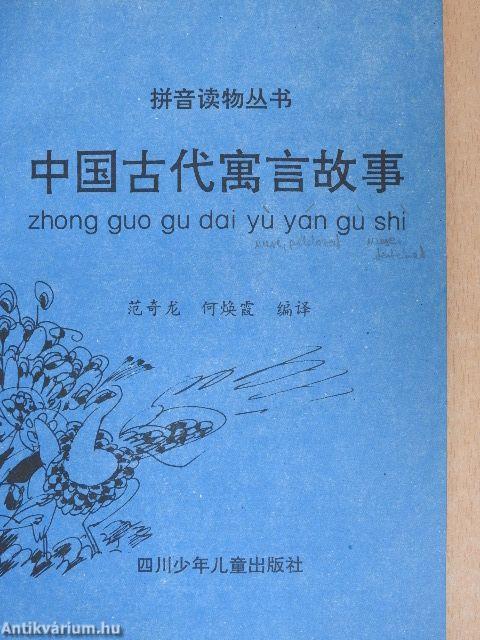 拼音读物丛书
中国古代寓言故事
zhong guo gu dai yù yán gù shì
范奇龙 何焕霞 编译
四川少年儿童出版社
Antikvárium.hu